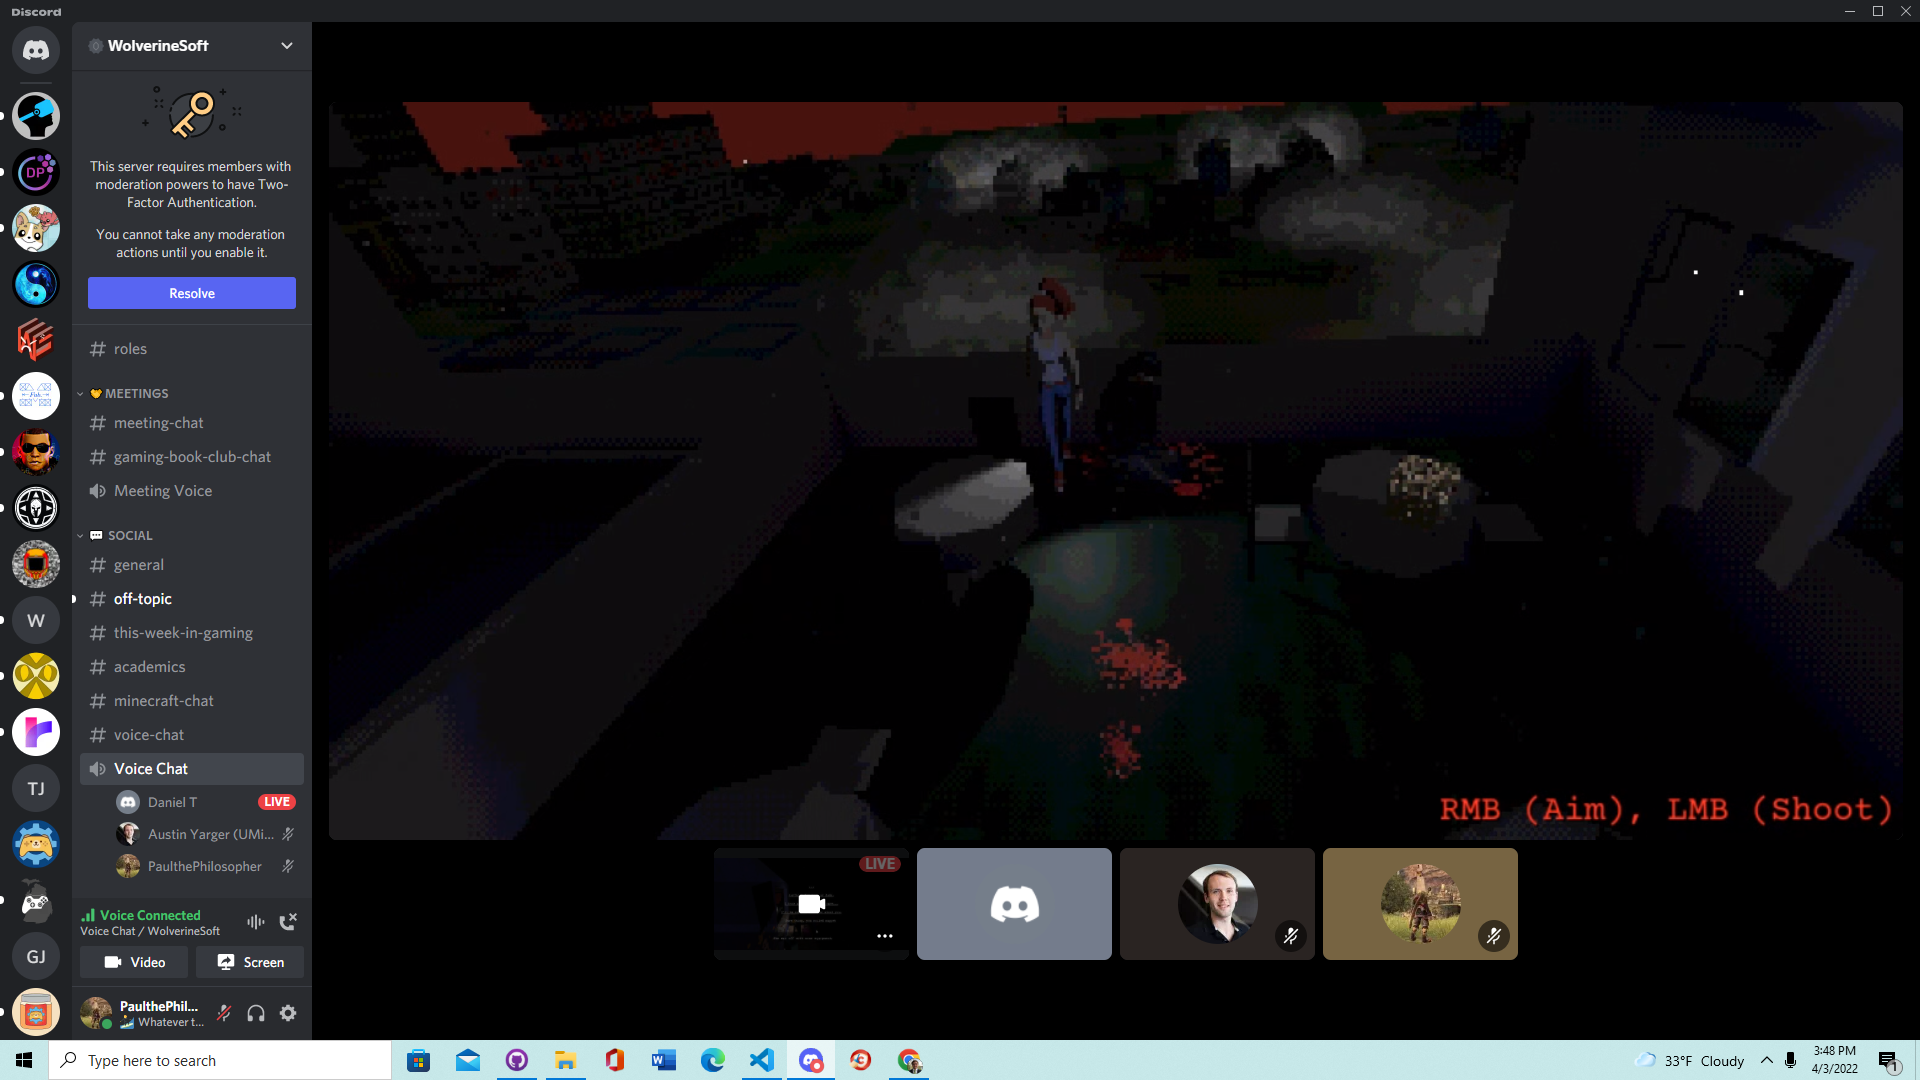 Discord
WolverineSoft
This server requires members with
moderation powers to have Two-
Factor Authentication.
You cannot take any moderation
actions until you enable it.
Resolve
roles
MEETINGS
meeting-chat
gaming-book-club-chat
Meeting Voice
SOCIAL
general
off-topic
this-week-in-gaming
academics
minecraft-chat
voice-chat
Voice Chat
Daniel T
LIVE
Austin Yarger (UMi...
PaulthePhilosopher
Voice Connected
Voice Chat / WolverineSoft
Video
Screen
PaulthePhil...
Whatever t...
DP
W
TJ
GJ
RMB (Aim), LMB (Shoot)
LIVE
Type here to search
33°F Cloudy
3:48 PM
4/3/2022
1